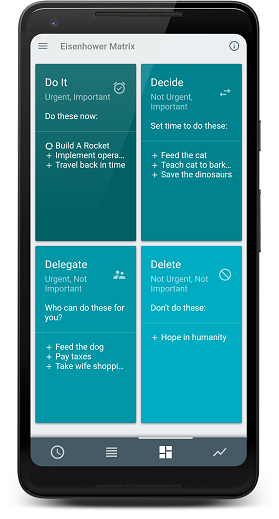 Eisenhower Matrix
Do It
Urgent, Important
Do these now:
Build A Rocket
+ Implement opera...
+ Travel back in time
Decide
Not Urgent,
Important
Set time to do these:
+ Feed the cat
+ Teach cat to bark...
+ Save the dinosaurs
Delegate
Urgent, Not
Important
Who can do these for
you?
+ Feed the dog
+ Pay taxes
+ Take wife shoppi...
Delete
Not Urgent, Not
Important
Don't do these:
+ Hope in humanity